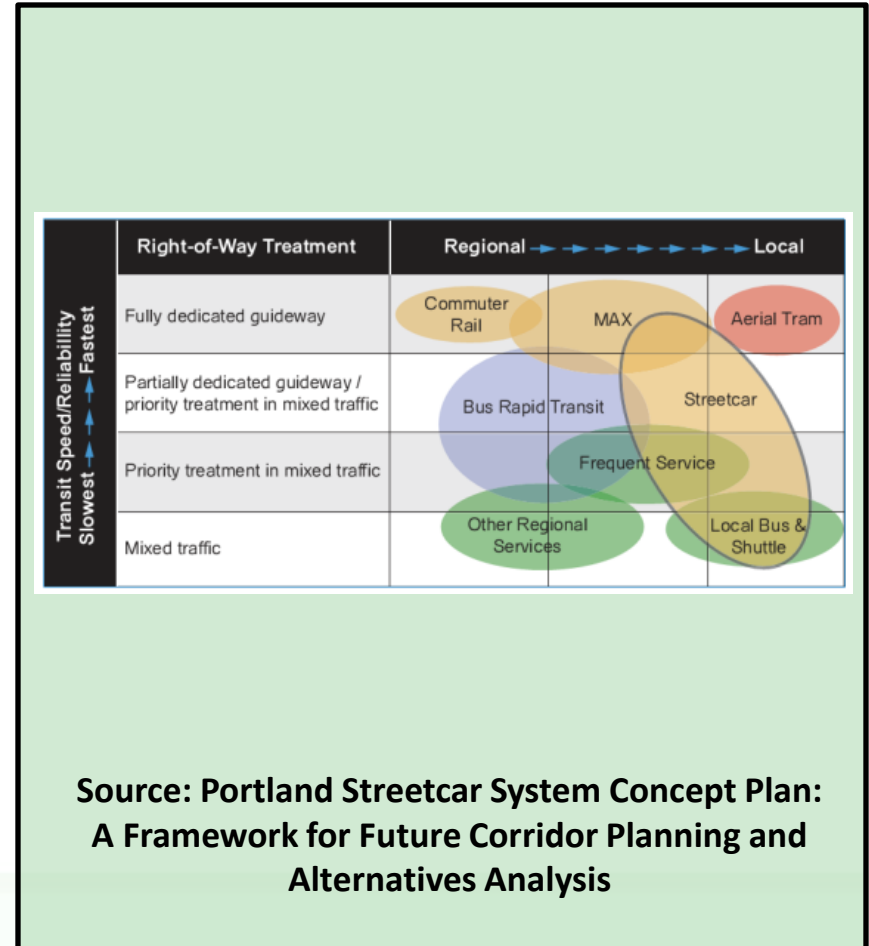 Transit Speed/Reliabillity
Slowest Fastest
Right-of-Way Treatment
Regional Local
Fully dedicated guideway
Commuter
Rail
MAX
Aerial Tram
Partially dedicated guideway /
priority treatment in mixed traffic
Bus Rapid Transit
Streetcar
Priority treatment in mixed traffic
Frequent Service
Mixed traffic
Other Regional
Services
Local Bus &
Shuttle
Source: Portland Streetcar System Concept Plan:
A Framework for Future Corridor Planning and
Alternatives Analysis